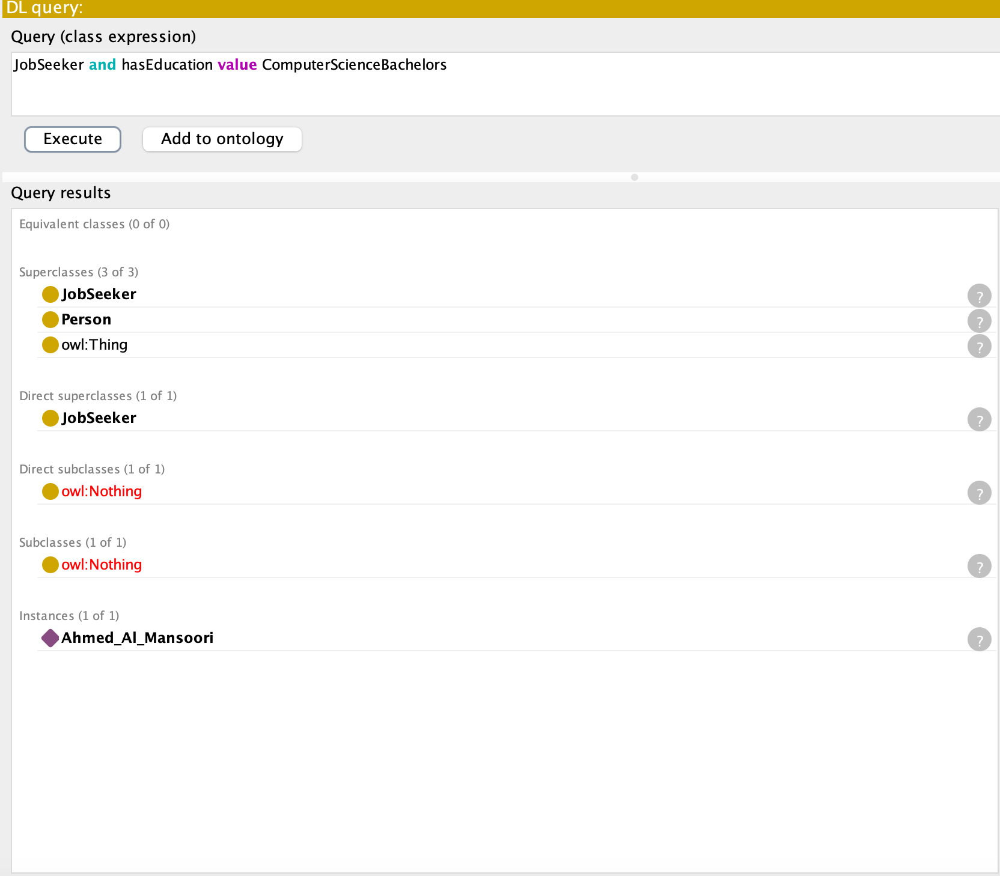 DL query:
Query (class expression)
JobSeeker and hasEducation value ComputerScienceBachelors
Execute
Add to ontology
Query results
Equivalent classes (0 of 0)
Superclasses (3 of 3)
JobSeeker
?
Person
?
owl:Thing
?
Direct superclasses (1 of 1)
JobSeeker
?
Direct subclasses (1 of 1)
owl:Nothing
?
Subclasses (1 of 1)
owl:Nothing
?
Instances (1 of 1)
Ahmed_Al_Mansoori
?